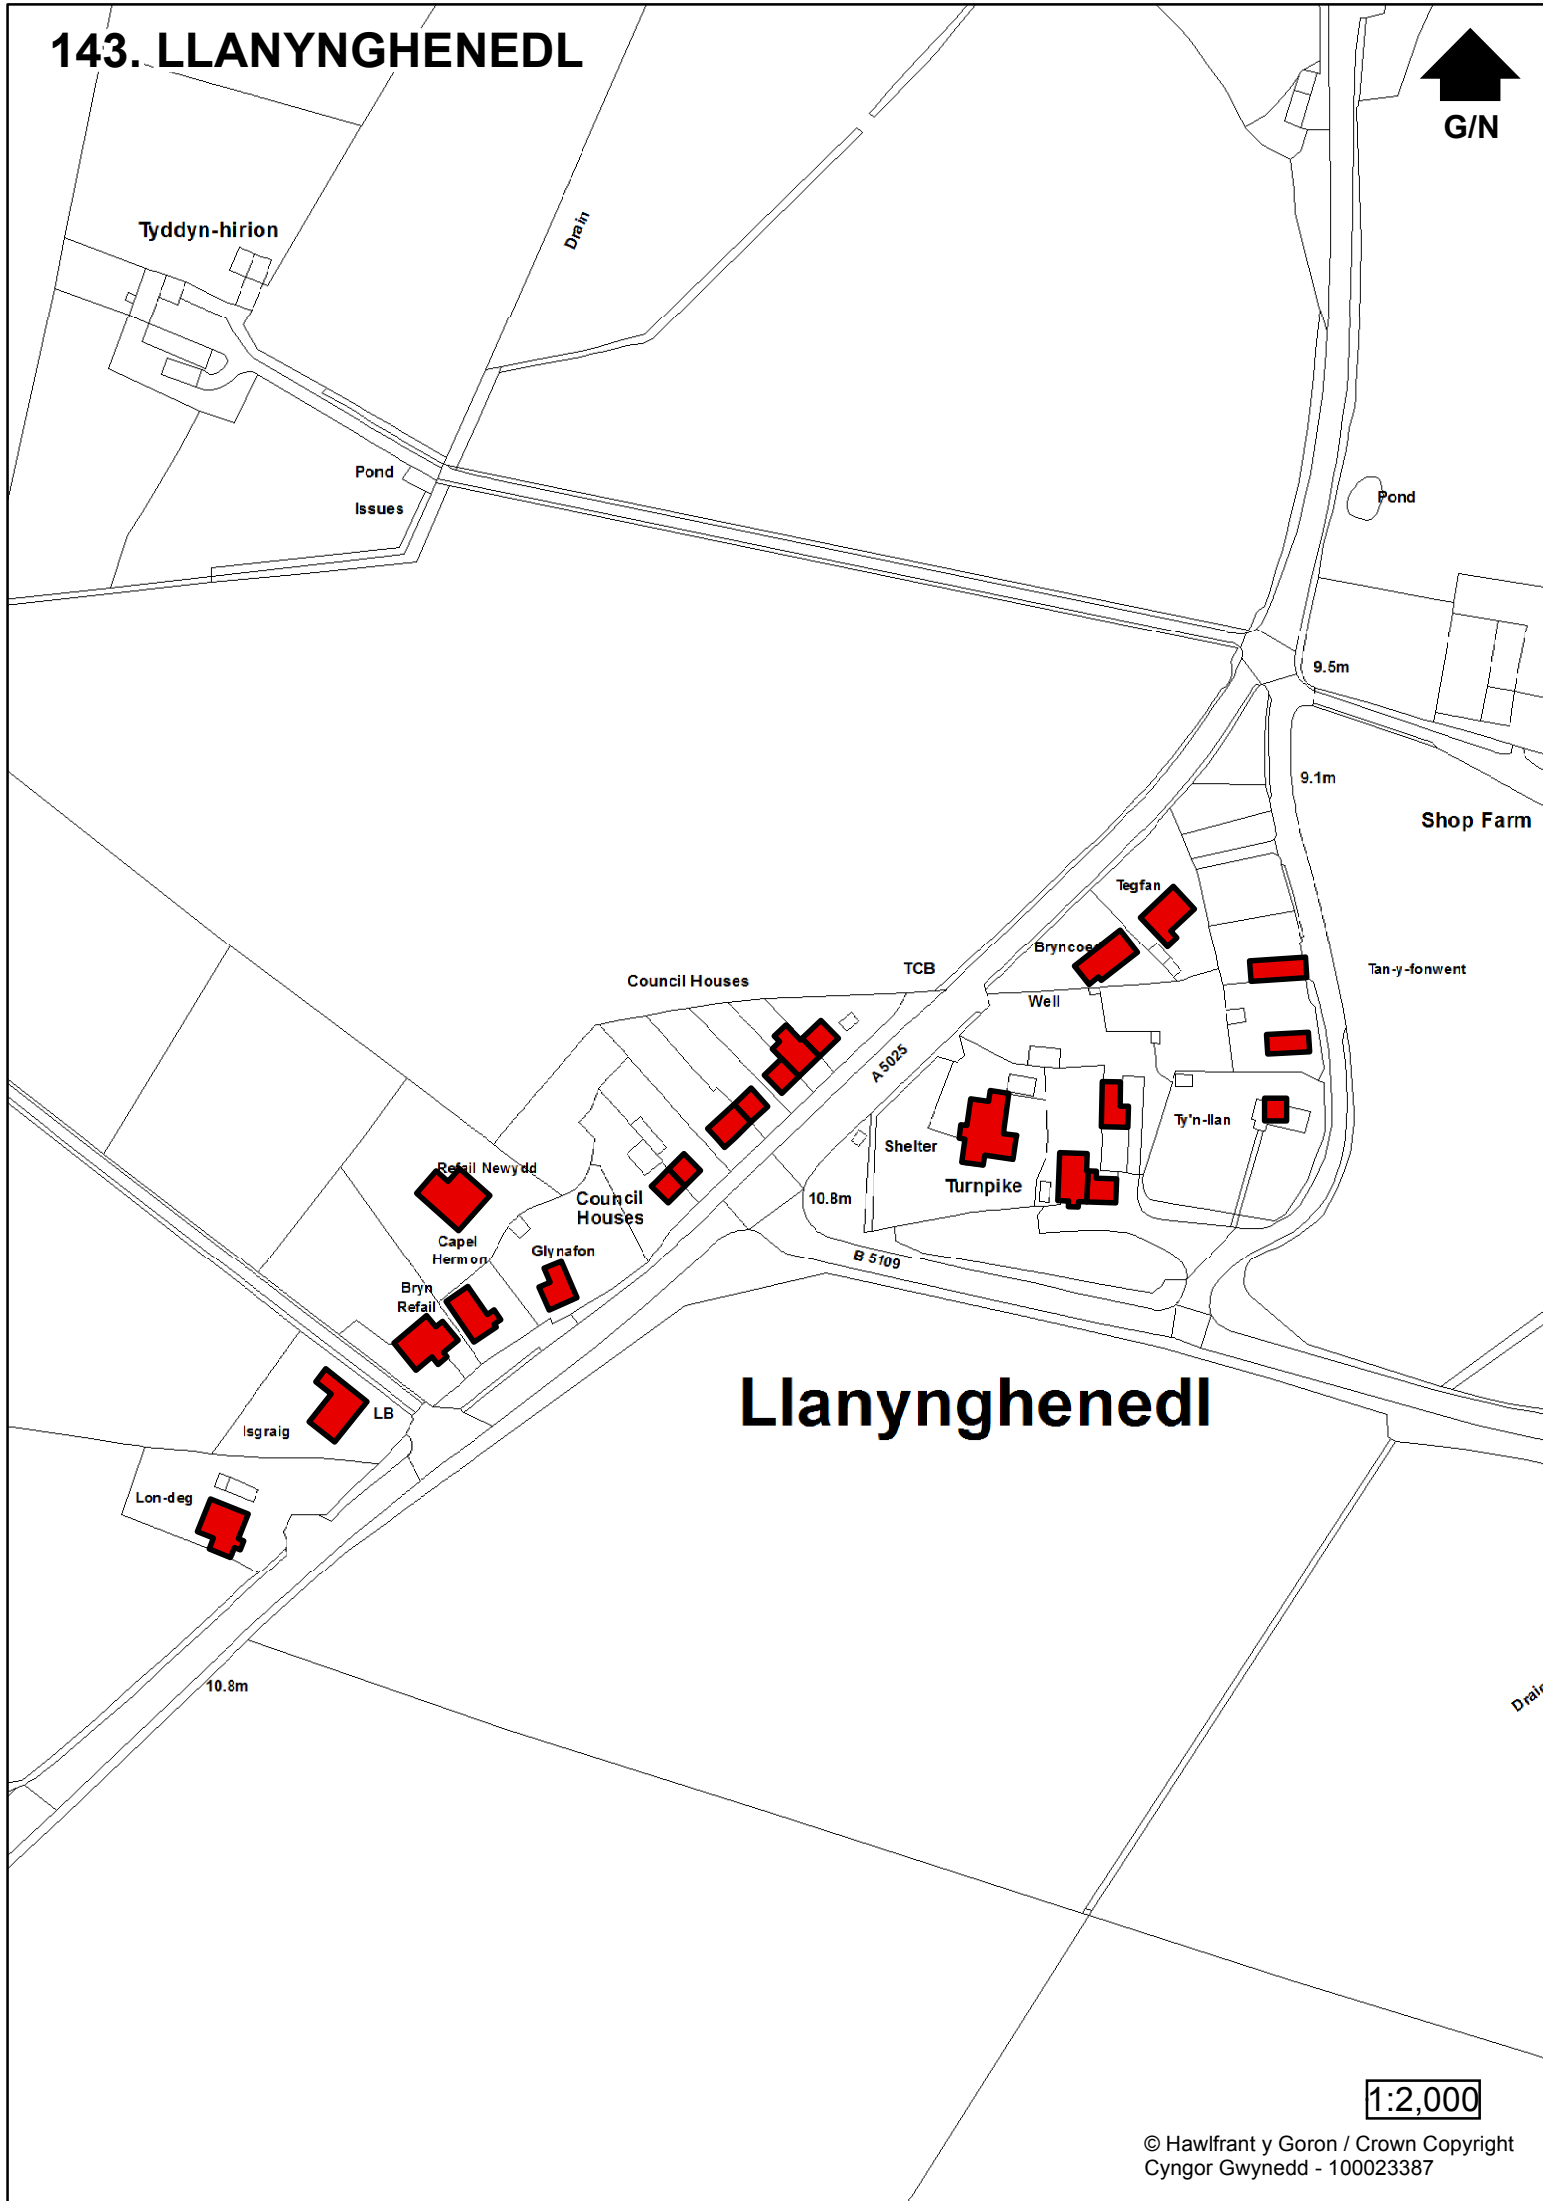 143. LLANYNGHENEDL
G/N
Tyddyn-hirion
Drain
Pond
Issues
Pond
9.5m
9.1m
Shop Farm
Tegfan
Bryncoed
Tan-y-fonwent
TCB
Council Houses
Well
A 5025
Ty'n-llan
Shelter
Refail Newydd
Turnpike
Council
Houses
10.8m
Capel
Hermon
Glynafon
B 5109
Bryn
Refail
Llanynghenedl
LB
Isgraig
Lon-deg
10.8m
Drain
1:2,000
© Hawlfrant y Goron / Crown Copyright
Cyngor Gwynedd - 100023387